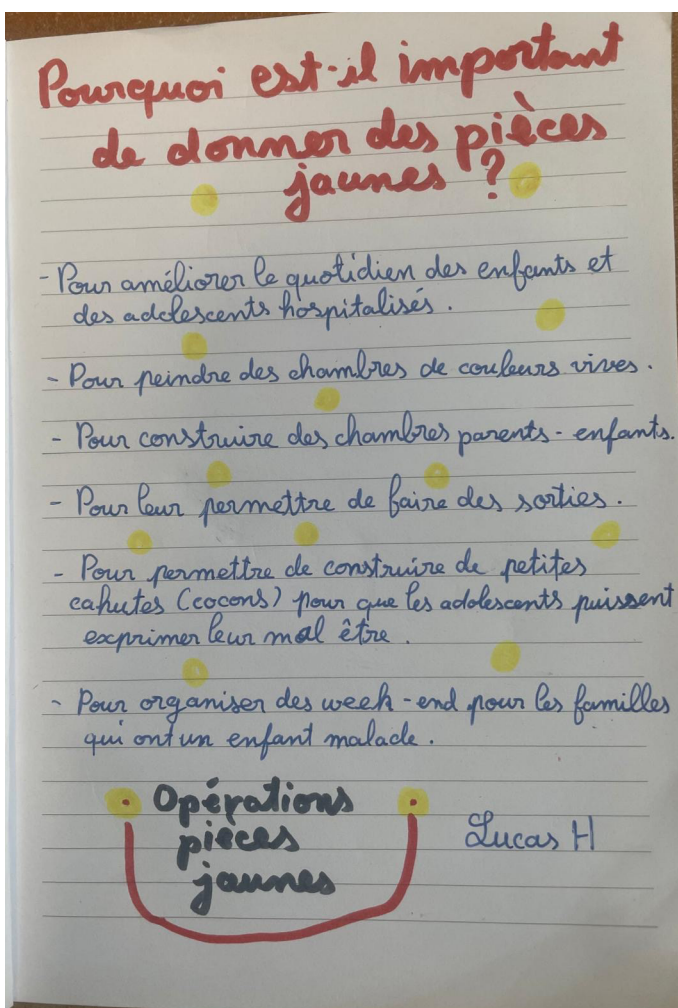 Pourquoi est-il important
de donner des pièces
jaunes ?
- Pour améliorer le quotidien des enfants et
des adolescents hospitalisés.
- Pour peindre des chambres de couleurs vives.
- Pour construire des chambres parents-enfants.
- Pour leur permettre de faire des sorties.
- Pour permettre de construire de petites
cahutes (cocons) pour que les adolescents puissent
exprimer leur mal être.
- Pour organiser des week-end pour les familles
qui ont un enfant malade.
Opérations
pièces
jaunes
Lucas H